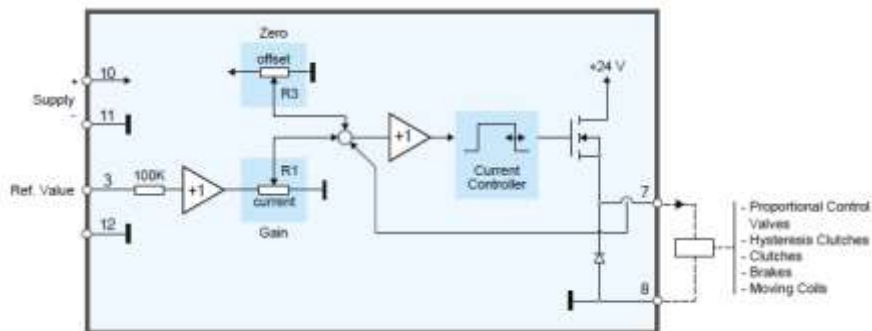 Zero
offset
R3
+24 V
+ 10
Supply
- 11
+1
Current
Controller
Ref. Value 3 100K +1
R1
current
Gain
12
7
8
- Proportional Control
Valves
- Hysteresis Clutches
- Clutches
- Brakes
- Moving Coils